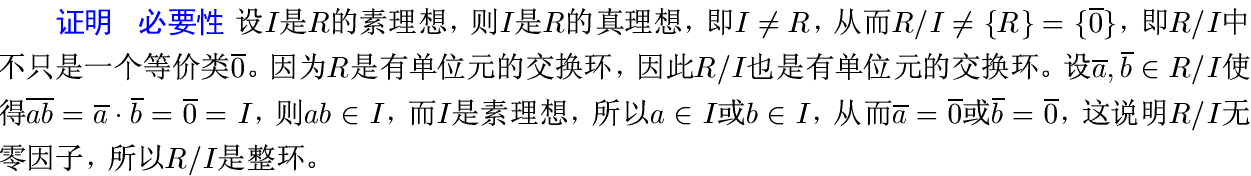 证明 必要性 设I是R的素理想，则I是R的真理想，即I ≠ R，从而R/I ≠ {R} = {0̅}，即R/I中
不只是一个等价类0̅。因为R是有单位元的交换环，因此R/I也是有单位元的交换环。设a̅, b̅ ∈ R/I使
得a̅b̅ = a̅ · b̅ = 0̅ = I，则ab ∈ I，而I是素理想，所以a ∈ I或b ∈ I，从而a̅ = 0̅或b̅ = 0̅，这说明R/I无
零因子，所以R/I是整环。